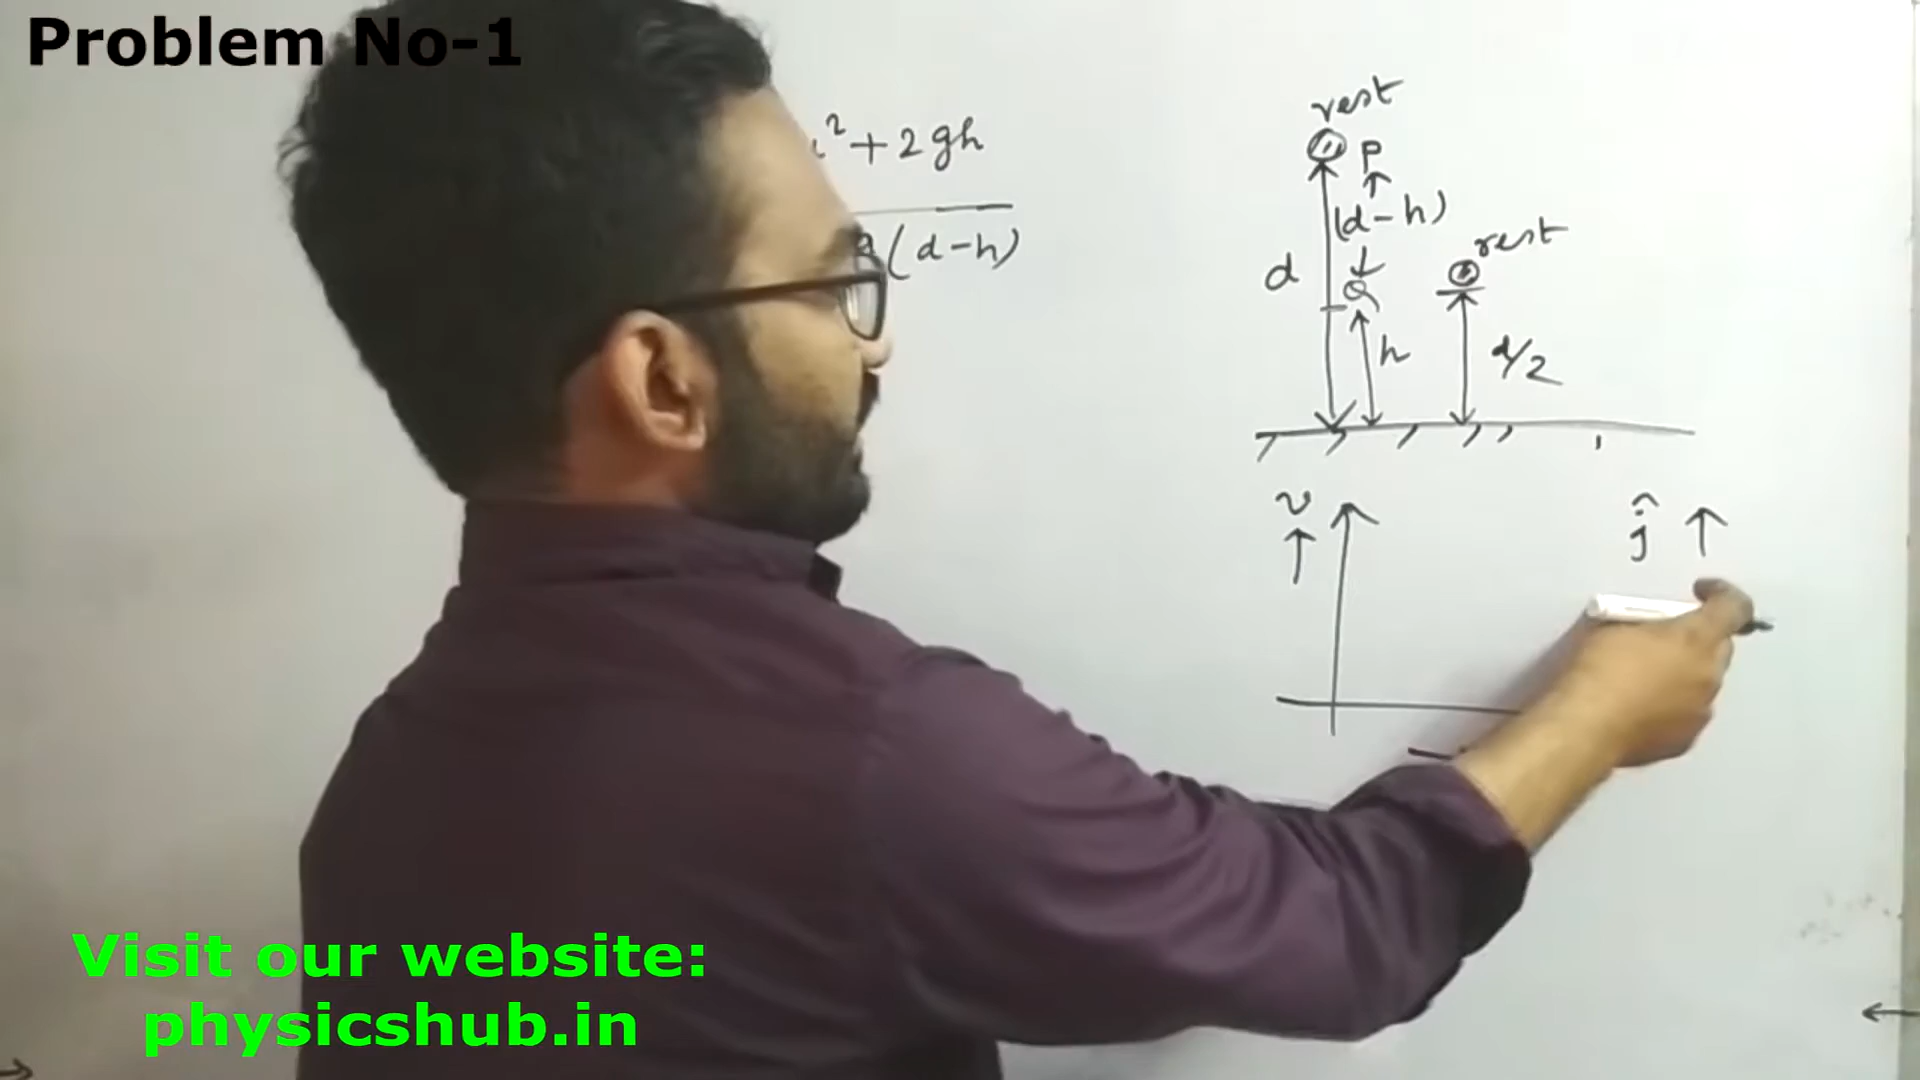 Problem No-1
² + 2gh
(d-h)
rest
P
(d-h)
rest
d
Q
h
d/2
v
ĵ
Visit our website:
physicshub.in